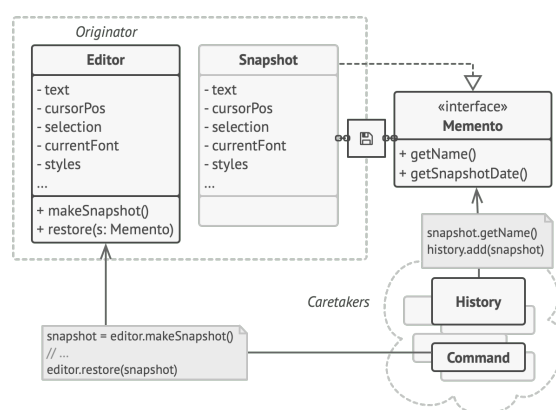 Originator
Editor
- text
- cursorPos
- selection
- currentFont
- styles
...
+ makeSnapshot()
+ restore(s: Memento)
Snapshot
- text
- cursorPos
- selection
- currentFont
- styles
...
«interface»
Memento
+ getName()
+ getSnapshotDate()
snapshot.getName()
history.add(snapshot)
Caretakers
History
Command
snapshot = editor.makeSnapshot()
// ...
editor.restore(snapshot)